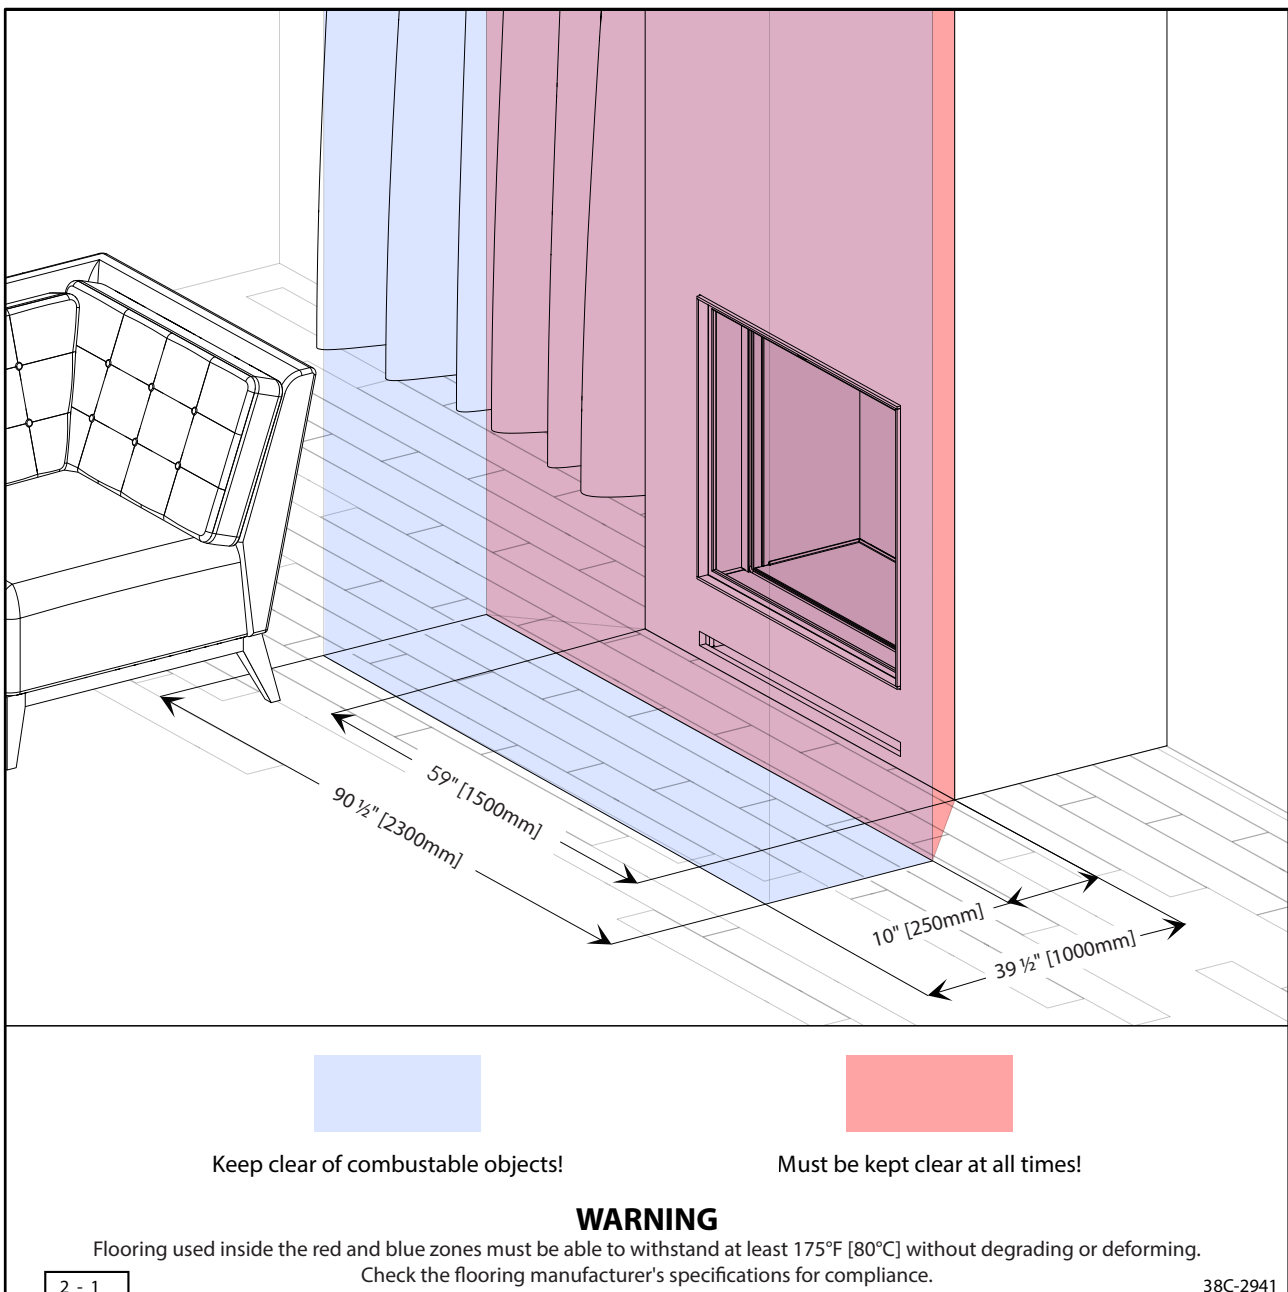 59" [1500mm]
90 ½" [2300mm]
10" [250mm]
39 ½" [1000mm]
Keep clear of combustable objects!
Must be kept clear at all times!
WARNING
Flooring used inside the red and blue zones must be able to withstand at least 175°F [80°C] without degrading or deforming.
Check the flooring manufacturer's specifications for compliance.
2 - 1
38C-2941